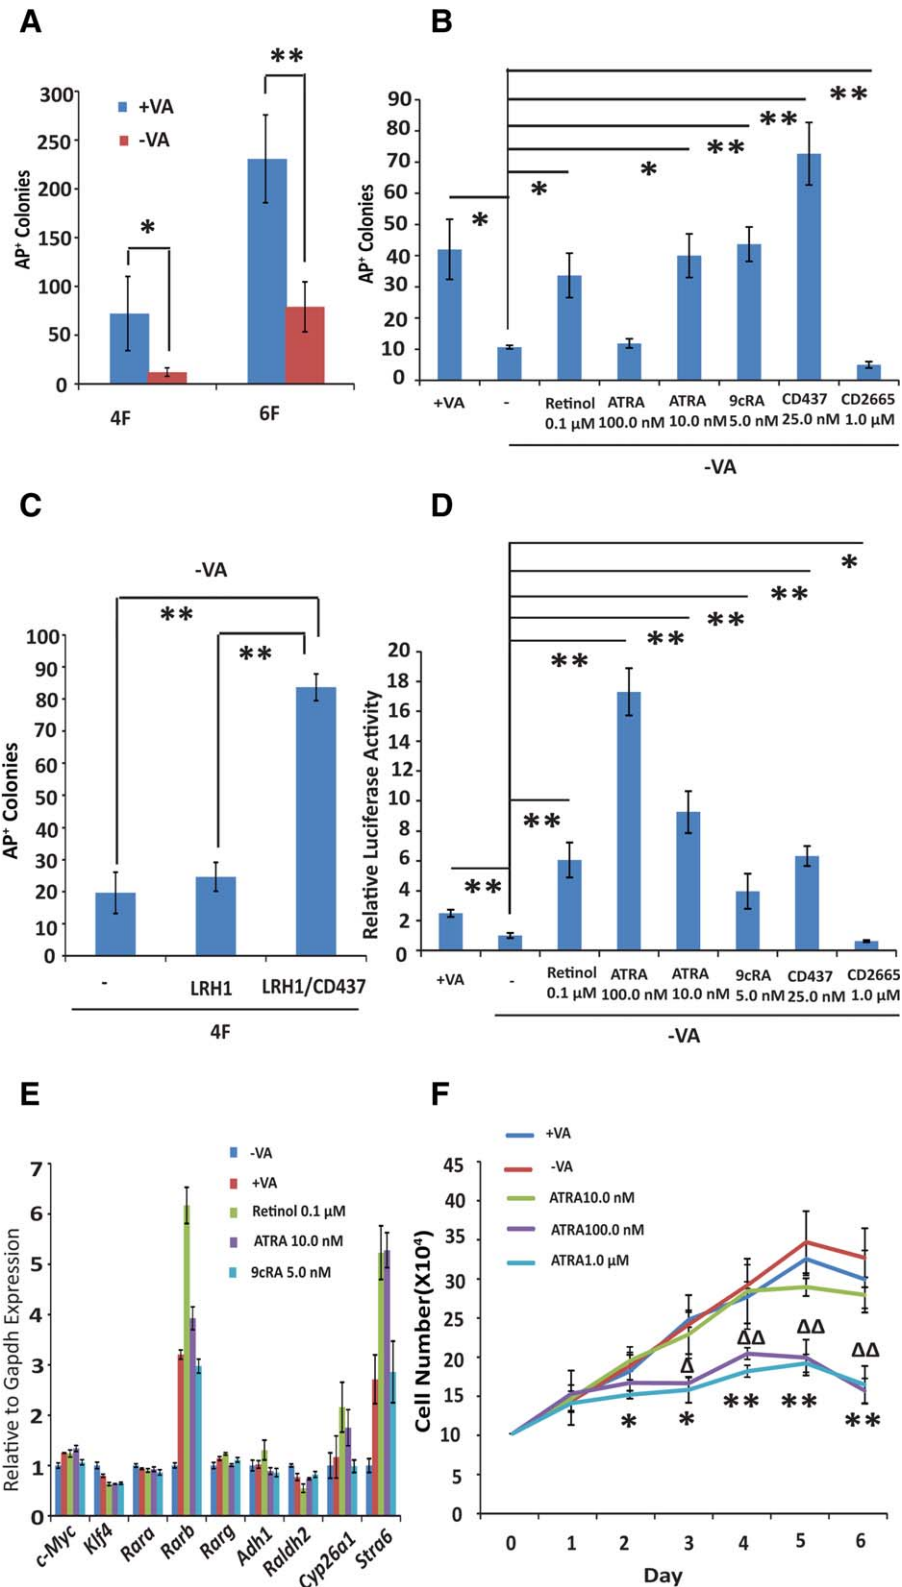 A
**
300
250
200
150
100
50
0
AP⁺ Colonies
+VA
-VA
*
4F
6F
B
**
**
**
*
*
*
90
80
70
60
50
40
30
20
10
0
AP⁺ Colonies
+VA
-
Retinol 0.1 µM
ATRA 100.0 nM
ATRA 10.0 nM
9cRA 5.0 nM
CD437 25.0 nM
CD2665 1.0 µM
-VA
C
-VA
**
**
100
90
80
70
60
50
40
30
20
10
0
AP⁺ Colonies
-
LRH1
LRH1/CD437
4F
D
*
**
**
**
**
**
**
20
18
16
14
12
10
8
6
4
2
0
Relative Luciferase Activity
+VA
-
Retinol 0.1 µM
ATRA 100.0 nM
ATRA 10.0 nM
9cRA 5.0 nM
CD437 25.0 nM
CD2665 1.0 µM
-VA
E
7
6
5
4
3
2
1
0
Relative to Gapdh Expression
-VA
+VA
Retinol 0.1 µM
ATRA 10.0 nM
9cRA 5.0 nM
c-Myc
Klf4
Rara
Rarb
Rarg
Adh1
Raldh2
Cyp26a1
Stra6
F
+VA
-VA
ATRA10.0 nM
ATRA100.0 nM
ATRA1.0 µM
45
40
35
30
25
20
15
10
5
0
Cell Number(X10⁴)
Δ
ΔΔ
ΔΔ
ΔΔ
*
*
**
**
**
0
1
2
3
4
5
6
Day